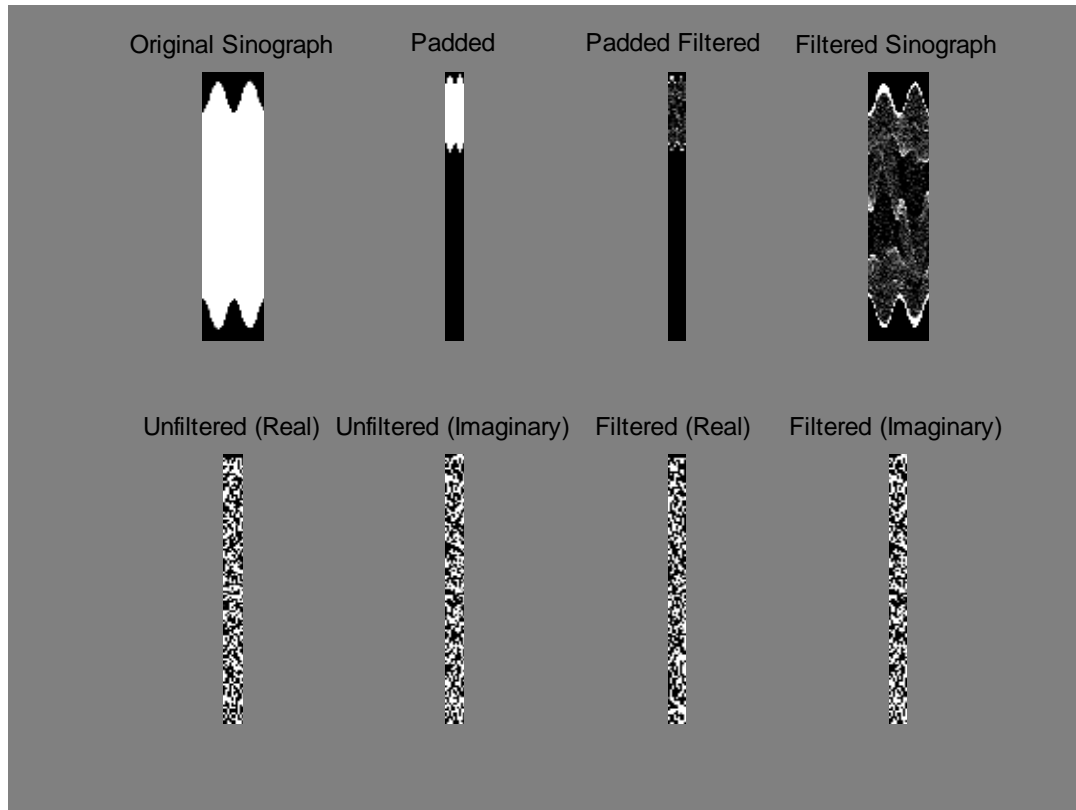 Original Sinograph
Padded
Padded Filtered
Filtered Sinograph
Unfiltered (Real)
Unfiltered (Imaginary)
Filtered (Real)
Filtered (Imaginary)